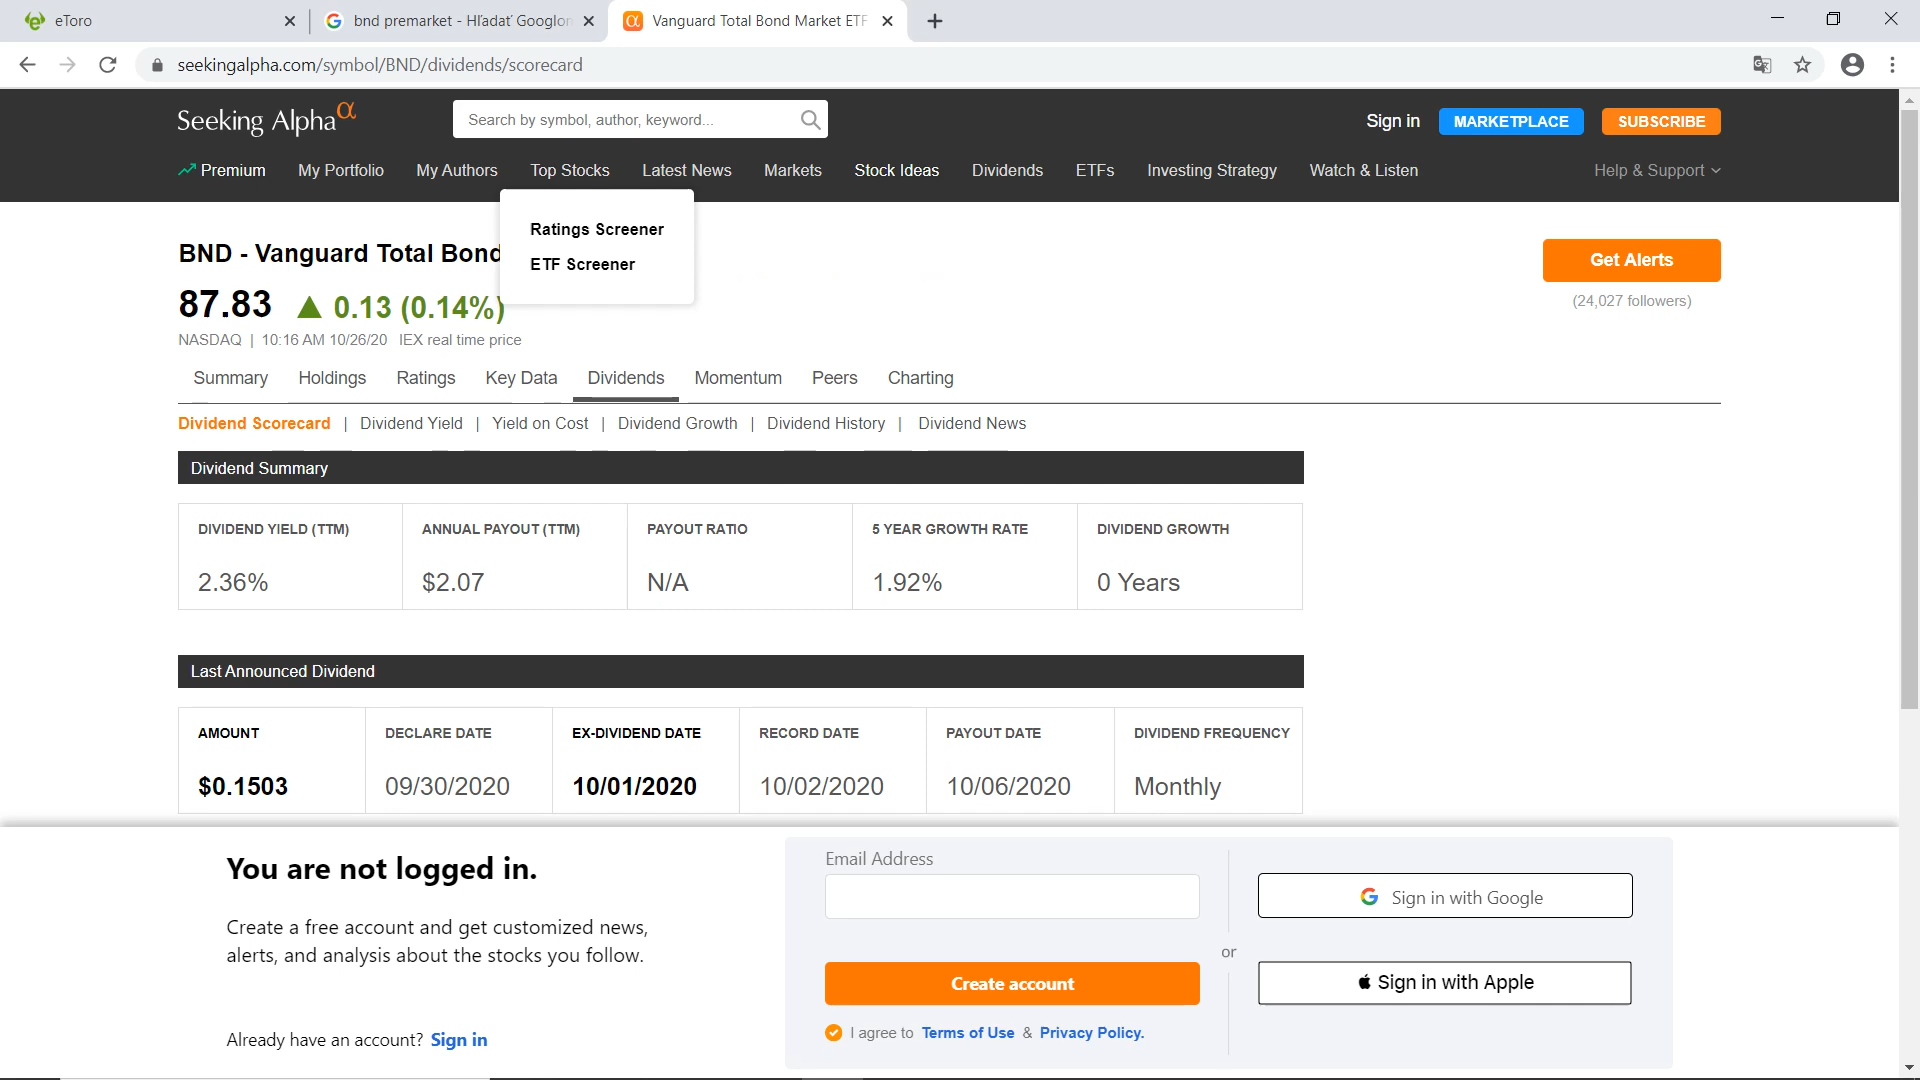 eToro
bnd premarket - Hľadať Googlom
Vanguard Total Bond Market ETF
seekingalpha.com/symbol/BND/dividends/scorecard
Seeking Alpha α
Search by symbol, author, keyword...
Sign in
MARKETPLACE
SUBSCRIBE
Premium My Portfolio My Authors Top Stocks Latest News Markets Stock Ideas Dividends ETFs Investing Strategy Watch & Listen Help & Support
Ratings Screener
ETF Screener
BND - Vanguard Total Bond
87.83 ▲ 0.13 (0.14%)
NASDAQ | 10:16 AM 10/26/20 IEX real time price
Get Alerts
(24,027 followers)
Summary Holdings Ratings Key Data Dividends Momentum Peers Charting
Dividend Scorecard | Dividend Yield | Yield on Cost | Dividend Growth | Dividend History | Dividend News
Dividend Summary
DIVIDEND YIELD (TTM) ANNUAL PAYOUT (TTM) PAYOUT RATIO 5 YEAR GROWTH RATE DIVIDEND GROWTH
2.36% $2.07 N/A 1.92% 0 Years
Last Announced Dividend
AMOUNT DECLARE DATE EX-DIVIDEND DATE RECORD DATE PAYOUT DATE DIVIDEND FREQUENCY
$0.1503 09/30/2020 10/01/2020 10/02/2020 10/06/2020 Monthly
You are not logged in.
Create a free account and get customized news,
alerts, and analysis about the stocks you follow.
Already have an account? Sign in
Email Address
Create account
I agree to Terms of Use & Privacy Policy.
or
Sign in with Google
Sign in with Apple